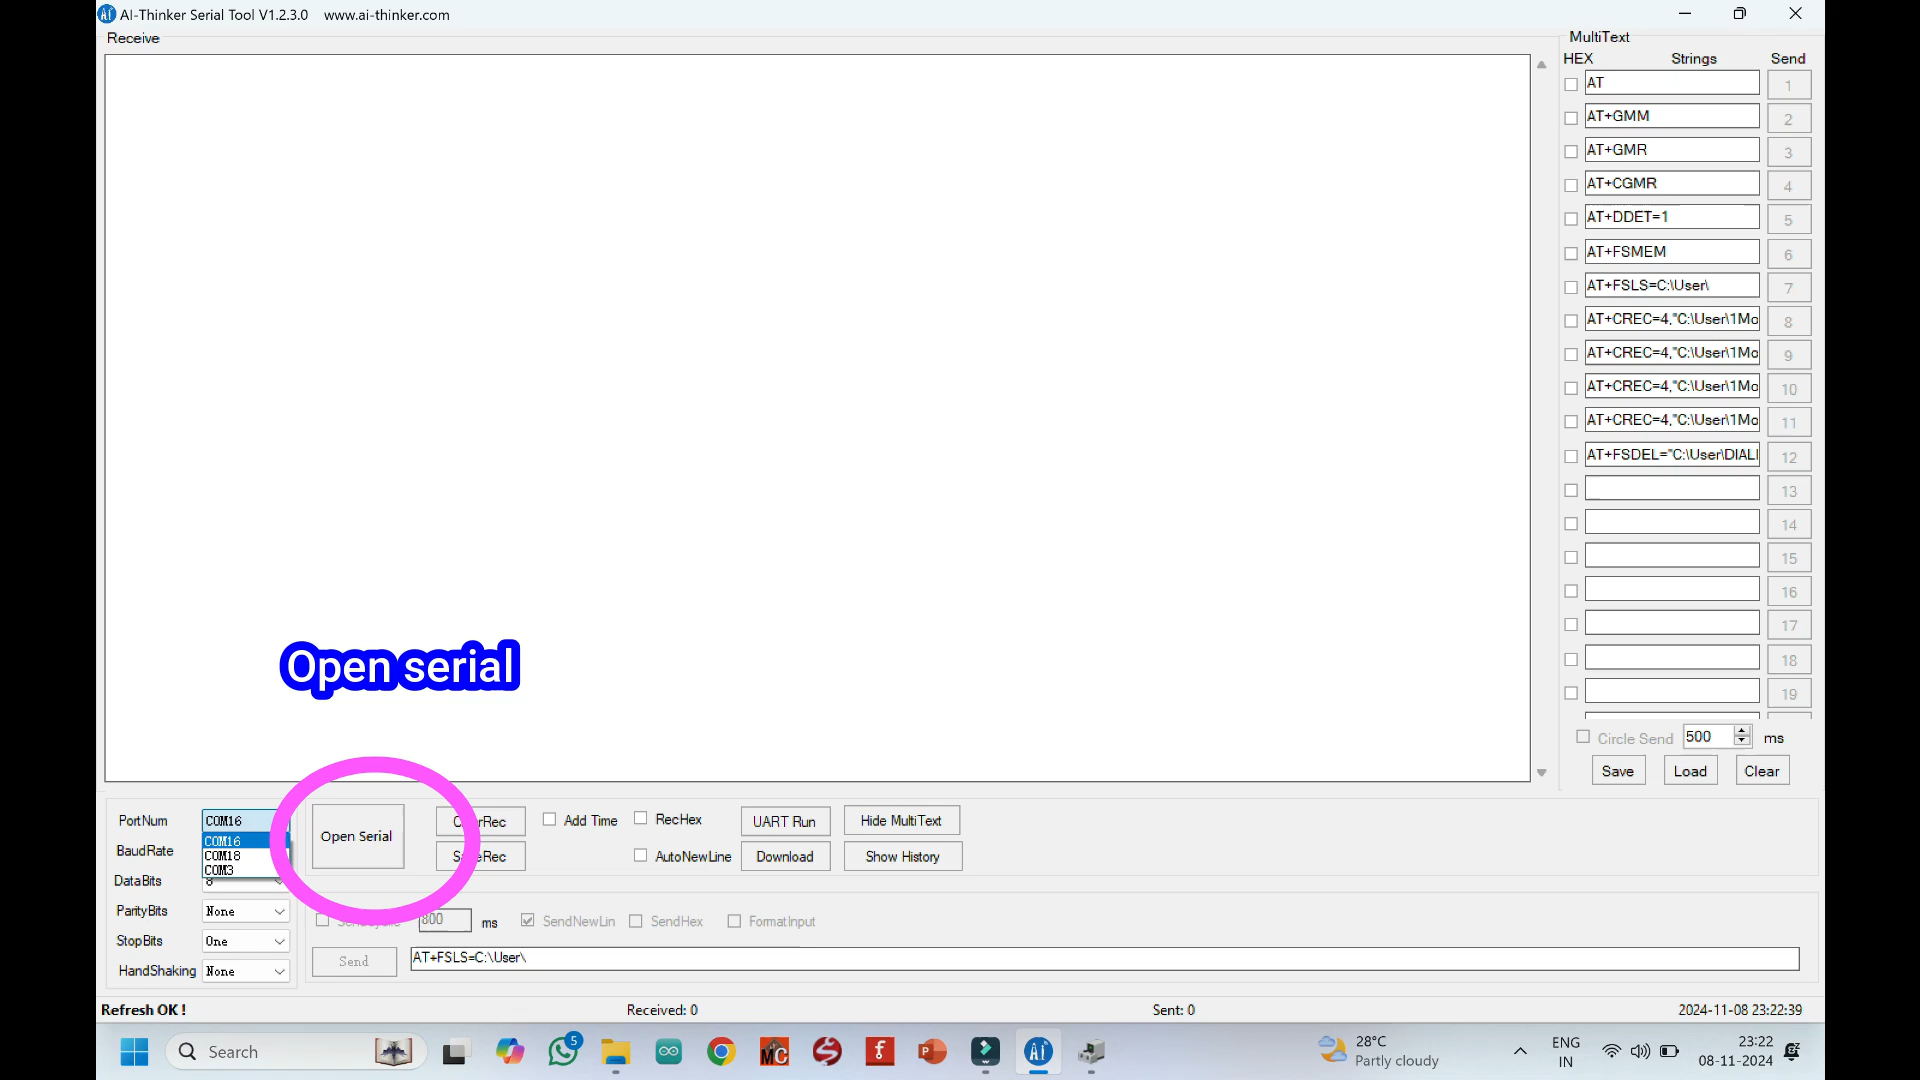 AI-Thinker Serial Tool V1.2.3.0 www.ai-thinker.com
Receive
MultiText
HEX Strings Send
AT 1
AT+GMM 2
AT+GMR 3
AT+CGMR 4
AT+DDET=1 5
AT+FSMEM 6
AT+FSLS=C:\User\ 7
AT+CREC=4,"C:\User\1Mo 8
AT+CREC=4,"C:\User\1Mo 9
AT+CREC=4,"C:\User\1Mo 10
AT+CREC=4,"C:\User\1Mo 11
AT+FSDEL="C:\User\DIALI 12
13
14
15
16
17
18
19
Circle Send 500 ms
Save Load Clear
Open serial
PortNum COM16
COM16
COM18
COM3
BaudRate
DataBits 8
ParityBits None
StopBits One
HandShaking None
Open Serial
Add Time RecHex UART Run Hide MultiText
AutoNewLine Download Show History
800 ms SendNewLin SendHex FormatInput
Send AT+FSLS=C:\User\
Refresh OK ! Received: 0 Sent: 0 2024-11-08 23:22:39
Search
5
28°C
Partly cloudy
ENG
IN
23:22
08-11-2024